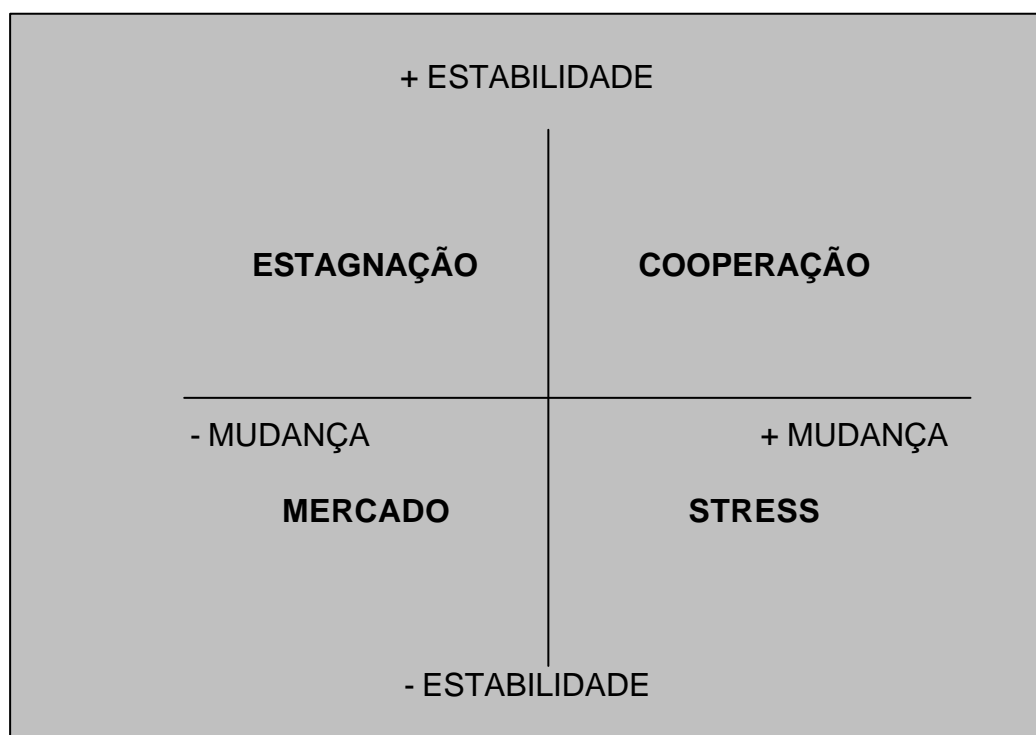 + ESTABILIDADE
ESTAGNAÇÃO COOPERAÇÃO
- MUDANÇA + MUDANÇA
MERCADO STRESS
- ESTABILIDADE